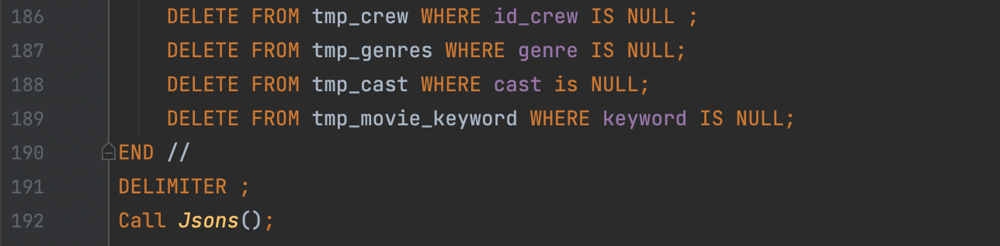 186 DELETE FROM tmp_crew WHERE id_crew IS NULL ;
187 DELETE FROM tmp_genres WHERE genre IS NULL;
188 DELETE FROM tmp_cast WHERE cast is NULL;
189 DELETE FROM tmp_movie_keyword WHERE keyword IS NULL;
190 END //
191 DELIMITER ;
192 Call Jsons();